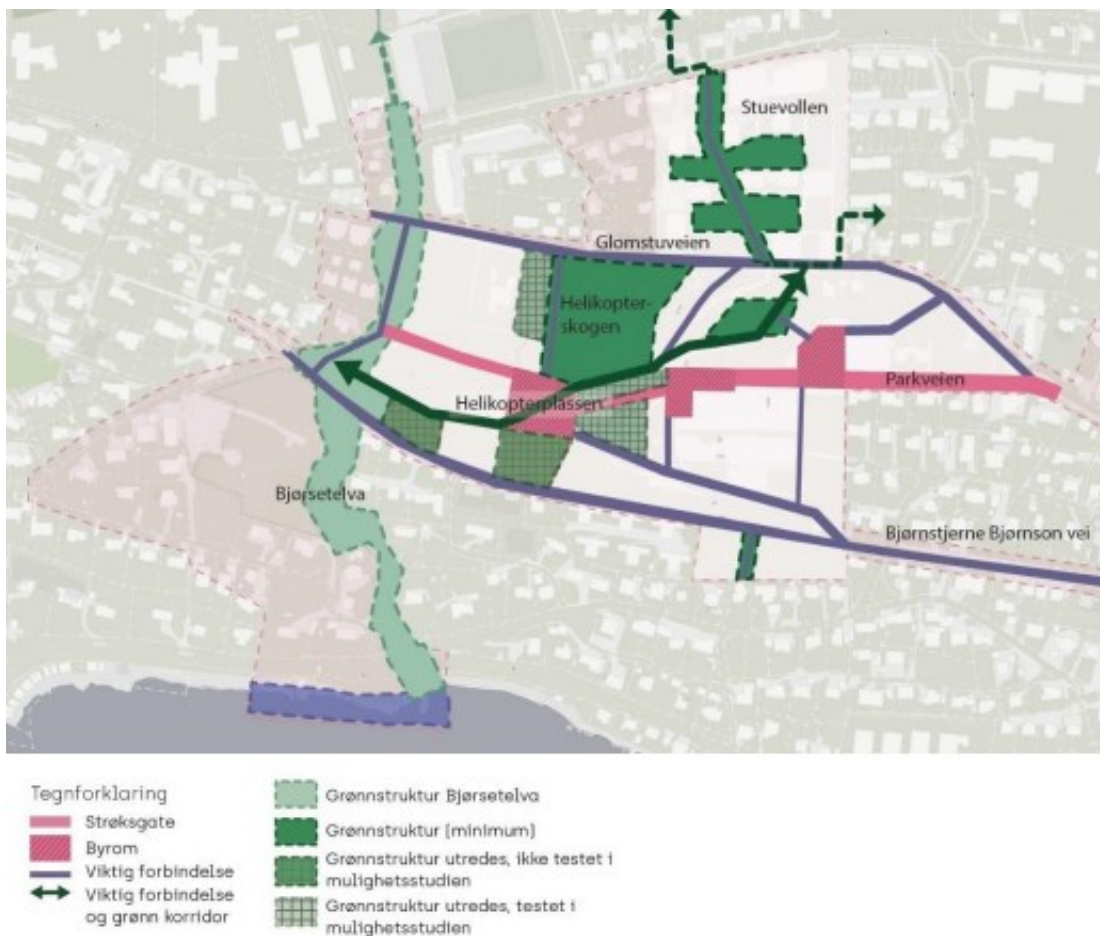 Stuevollen
Glomstuveien
Helikopter-
skogen
Parkveien
Helikopterplassen
Bjørsetelva
Bjørnstjerne Bjørnson vei
Tegnforklaring
Strøksgate
Byrom
Viktig forbindelse
Viktig forbindelse
og grønn korridor
Grønnstruktur Bjørsetelva
Grønnstruktur (minimum)
Grønnstruktur utredes, ikke testet i
mulighetsstudien
Grønnstruktur utredes, testet i
mulighetsstudien